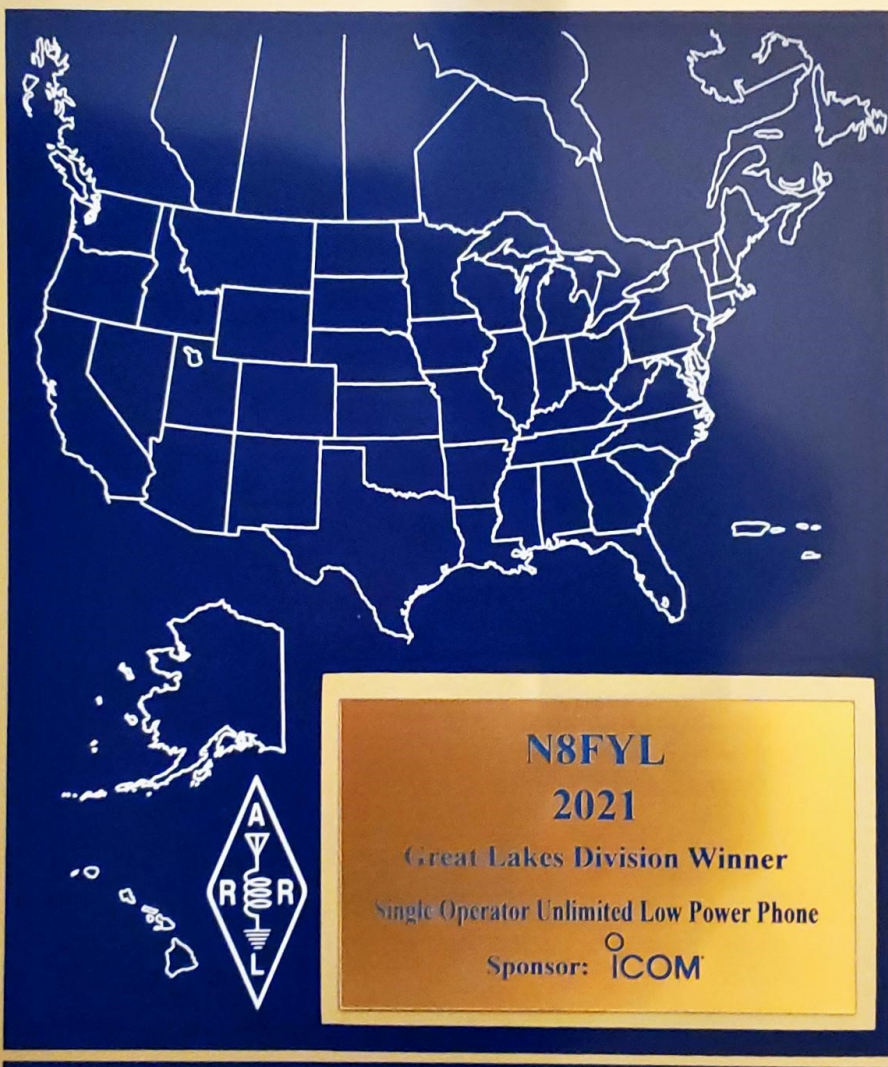 A
R R
L
N8FYL
2021
Great Lakes Division Winner
Single Operator Unlimited Low Power Phone
Sponsor: ICOM